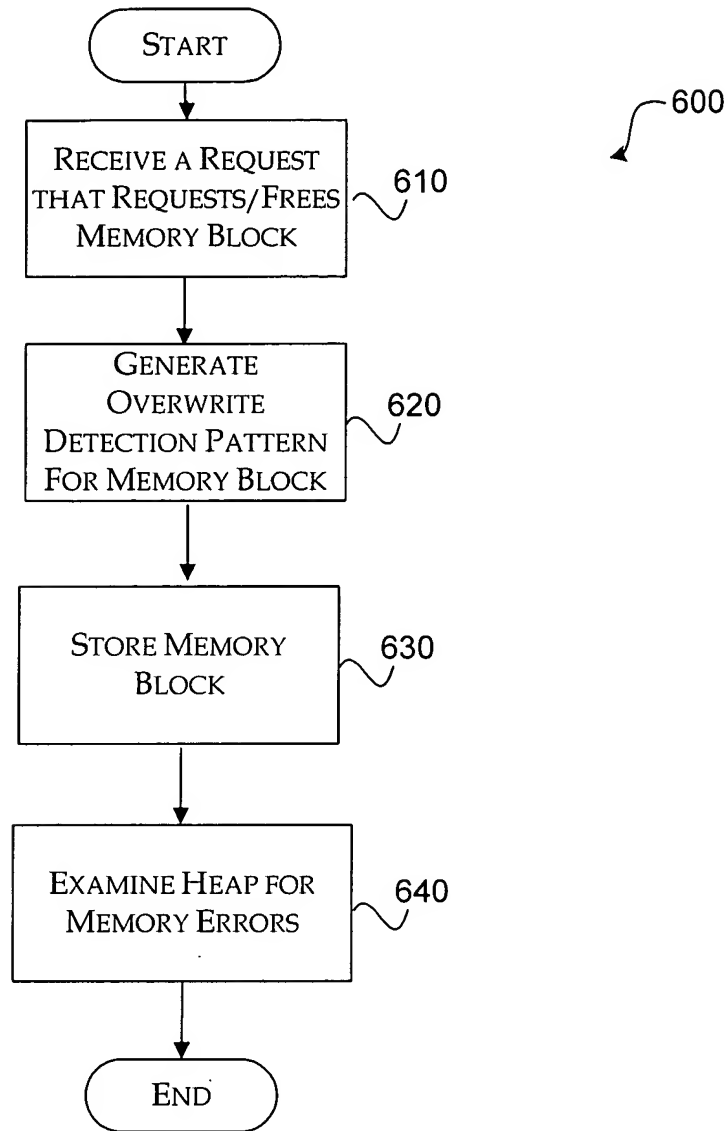 START
600
RECEIVE A REQUEST
THAT REQUESTS/FREES
MEMORY BLOCK
610
GENERATE
OVERWRITE
DETECTION PATTERN
FOR MEMORY BLOCK
620
STORE MEMORY
BLOCK
630
EXAMINE HEAP FOR
MEMORY ERRORS
640
END